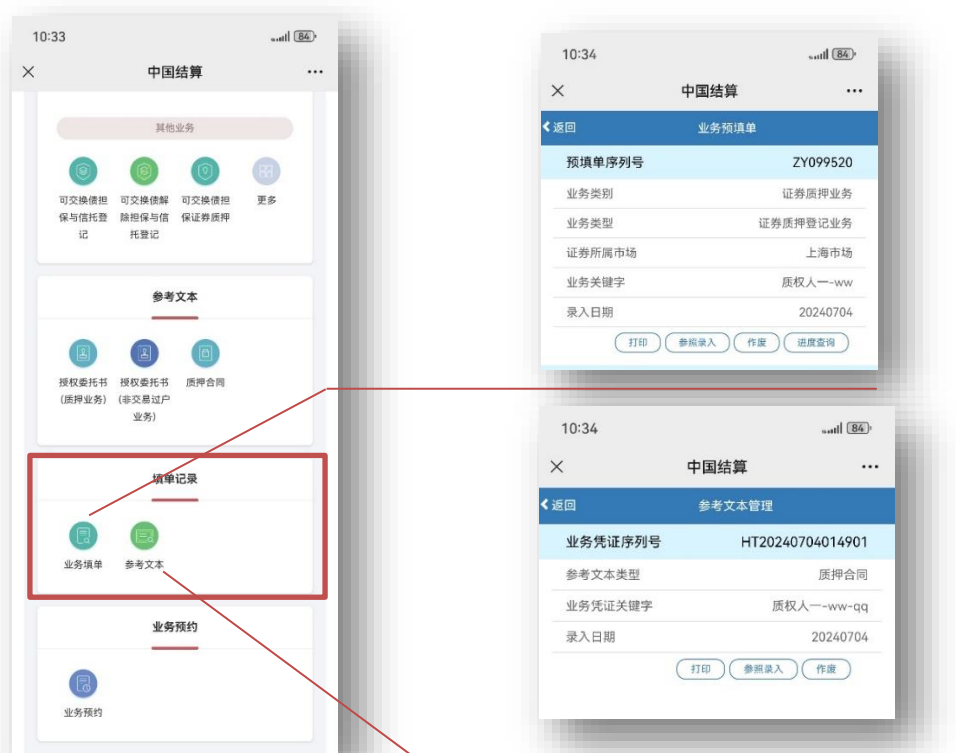 10:33
84
中国结算
其他业务
可交换债担
保与信托登
记
可交换债解
除担保与信
托登记
可交换债担
保证券质押
更多
参考文本
授权委托书
(质押业务)
授权委托书
(非交易过户
业务)
质押合同
填单记录
业务填单
参考文本
业务预约
业务预约
10:34
84
中国结算
返回
业务预填单
预填单序列号 ZY099520
业务类别 证券质押业务
业务类型 证券质押登记业务
证券所属市场 上海市场
业务关键字 质权人一-ww
录入日期 20240704
打印 参照录入 作废 进度查询
10:34
84
中国结算
返回
参考文本管理
业务凭证序列号 HT20240704014901
参考文本类型 质押合同
业务凭证关键字 质权人一-ww-qq
录入日期 20240704
打印 参照录入 作废